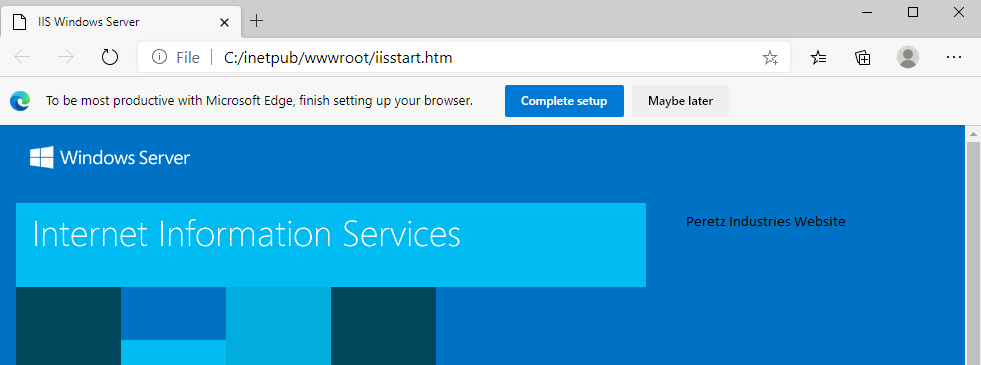 IIS Windows Server
File
C:/inetpub/wwwroot/iisstart.htm
To be most productive with Microsoft Edge, finish setting up your browser.
Complete setup
Maybe later
Windows Server
Internet Information Services
Peretz Industries Website